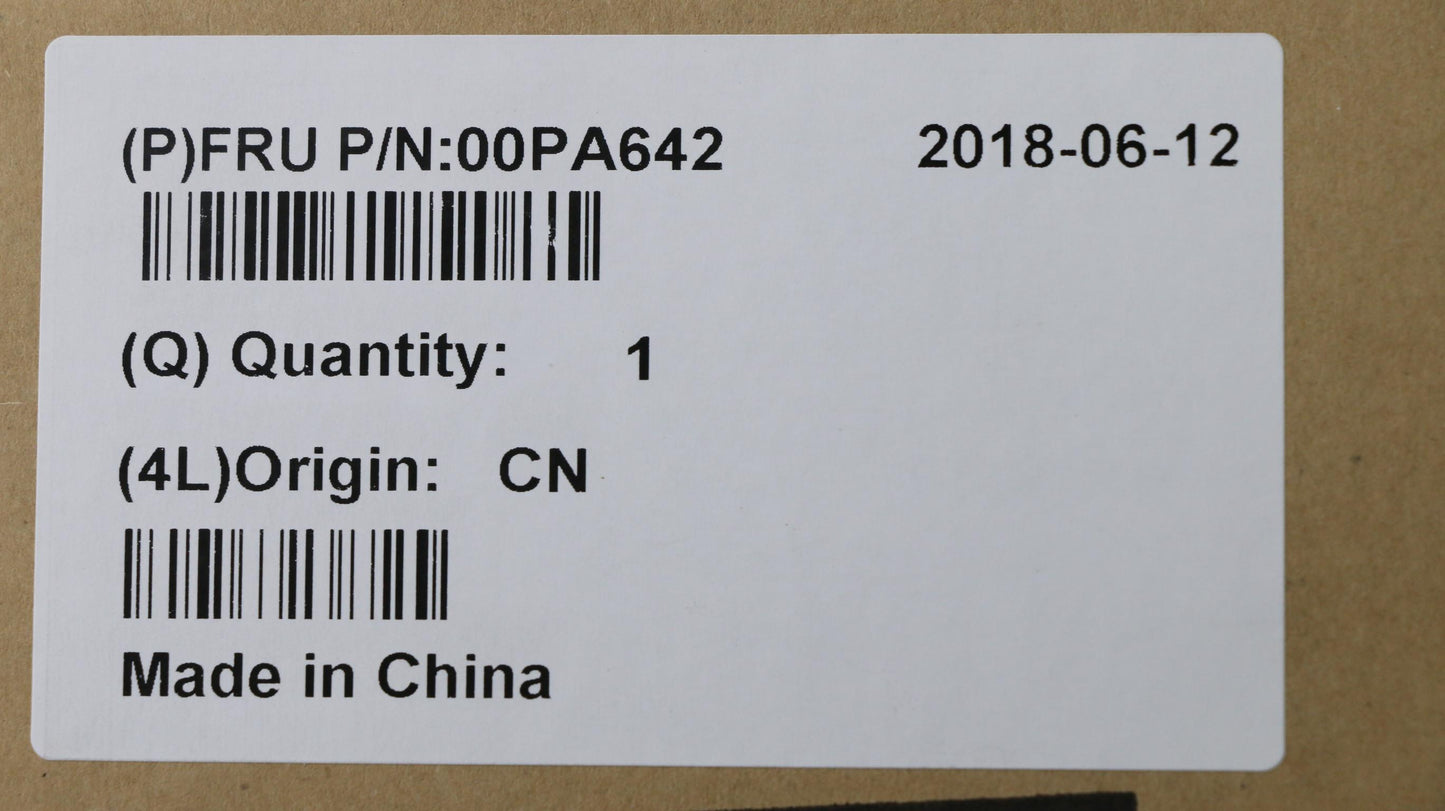 (P)FRU P/N:00PA642 2018-06-12
(Q) Quantity: 1
(4L)Origin: CN
Made in China